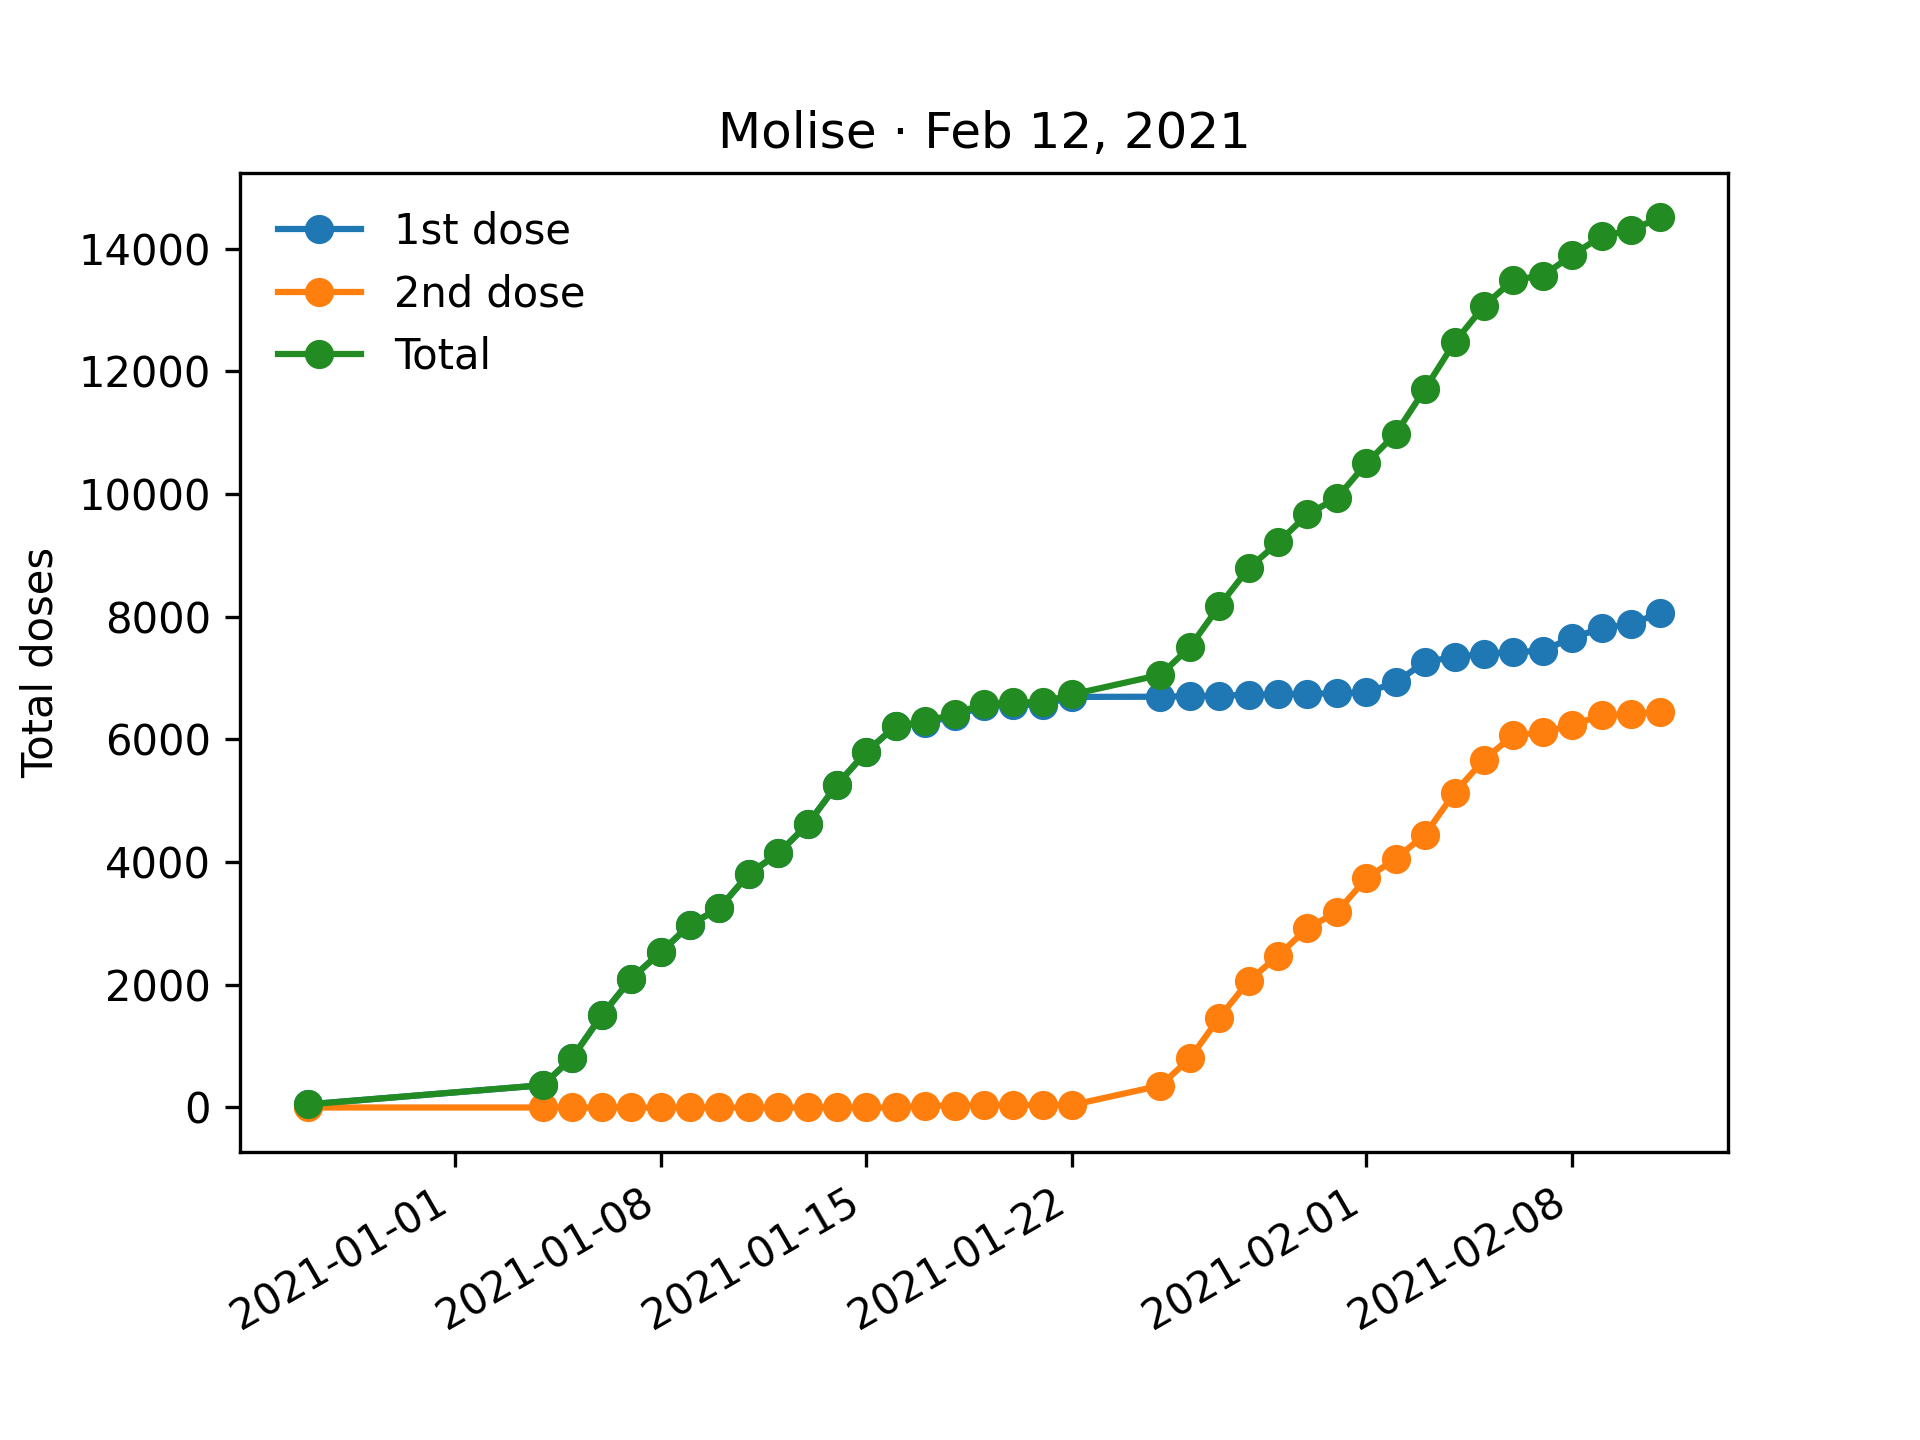 Molise · Feb 12, 2021
1st dose
2nd dose
Total
Total doses
14000
12000
10000
8000
6000
4000
2000
0
2021-01-01
2021-01-08
2021-01-15
2021-01-22
2021-02-01
2021-02-08